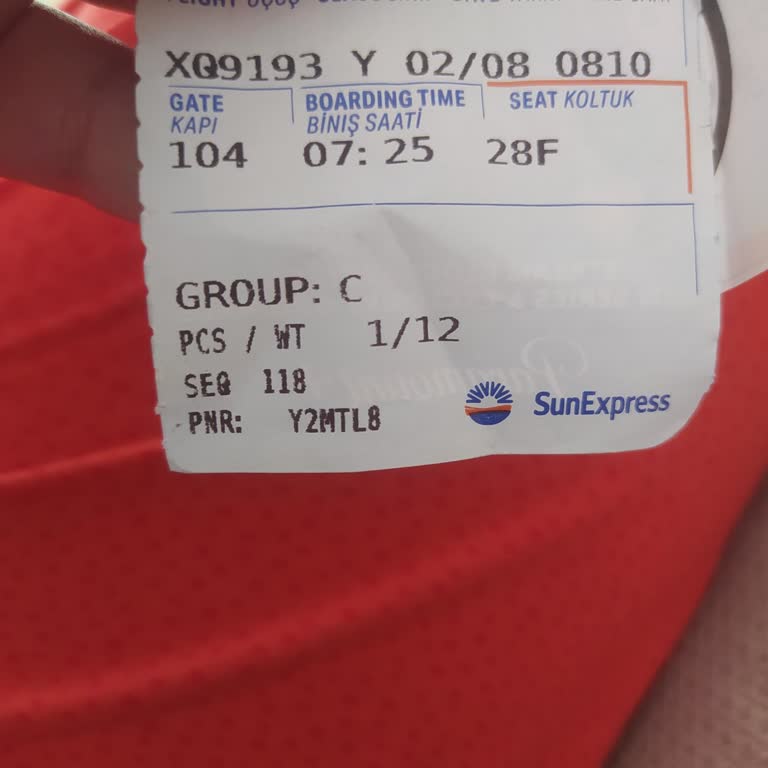 XQ9193 Y 02/08 0810
GATE BOARDING TIME SEAT KOLTUK
KAPI BİNİŞ SAATİ
104 07:25 28F
GROUP: C
PCS / WT 1/12
SEQ 118
PNR: Y2MTL8
SunExpress